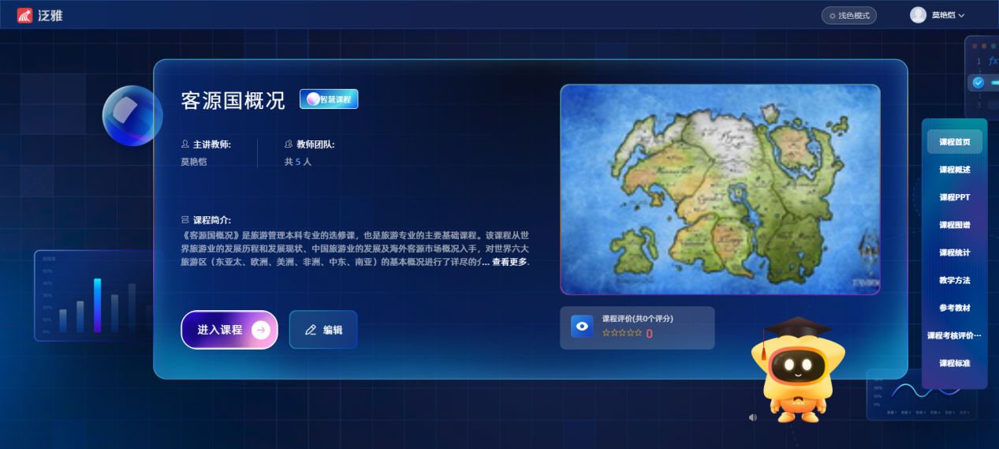 泛雅
浅色模式
莫艳恺
客源国概况
智慧课程
主讲教师:
教师团队:
莫艳恺
共 5 人
课程简介:
《客源国概况》是旅游管理本科专业的选修课，也是旅游专业的主要基础课程。该课程从世
界旅游业的发展历程和发展现状、中国旅游业的发展及海外客源市场概况入手，对世界六大
旅游区（东亚太、欧洲、美洲、非洲、中东、南亚）的基本概况进行了详尽的... 查看更多.
进入课程
编辑
课程评价(共0个评分)
☆☆☆☆☆ 0
课程首页
课程概述
课程PPT
课程图谱
课程统计
教学方法
参考教材
课程考核评价···
课程标准
1
fx
3